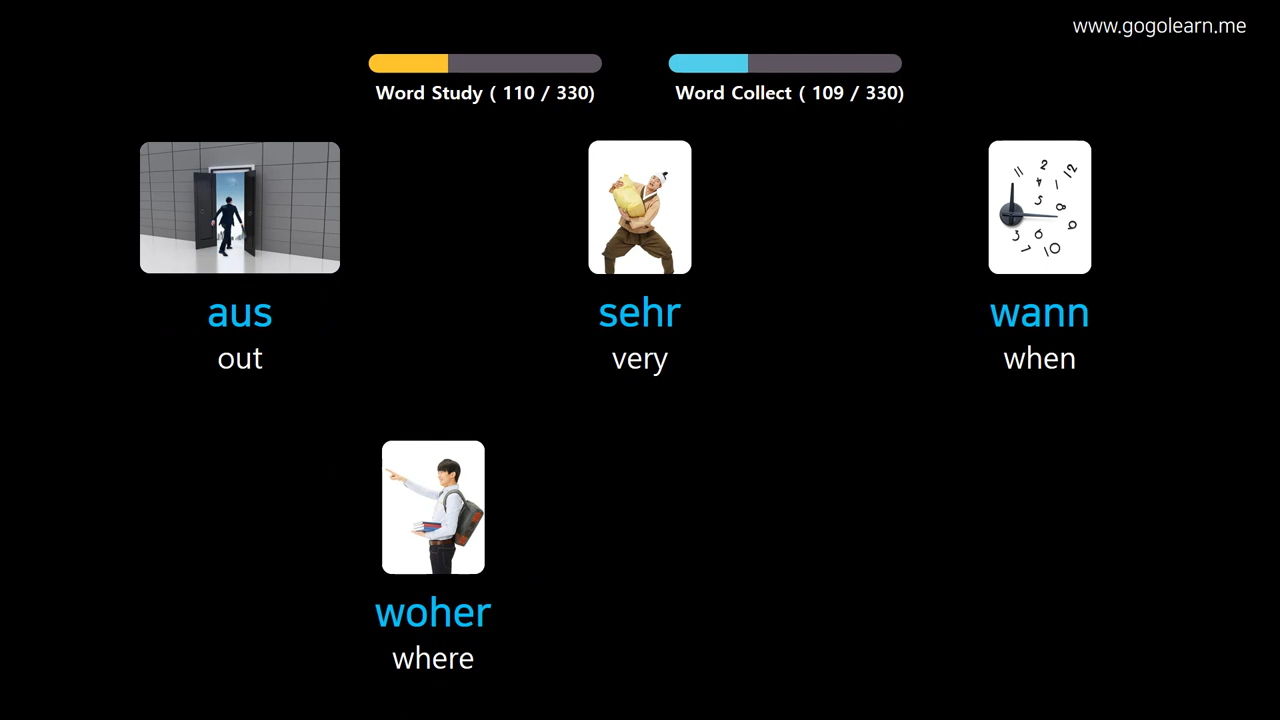 www.gogolearn.me
Word Study ( 110 / 330)
Word Collect ( 109 / 330)
aus
out
sehr
very
wann
when
woher
where